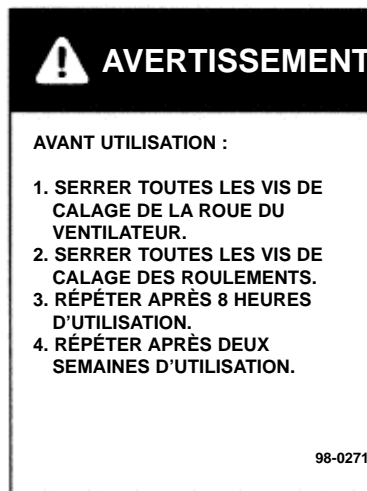 AVERTISSEMENT
AVANT UTILISATION :
1. SERRER TOUTES LES VIS DE
CALAGE DE LA ROUE DU
VENTILATEUR.
2. SERRER TOUTES LES VIS DE
CALAGE DES ROULEMENTS.
3. RÉPÉTER APRÈS 8 HEURES
D'UTILISATION.
4. RÉPÉTER APRÈS DEUX
SEMAINES D'UTILISATION.
98-0271